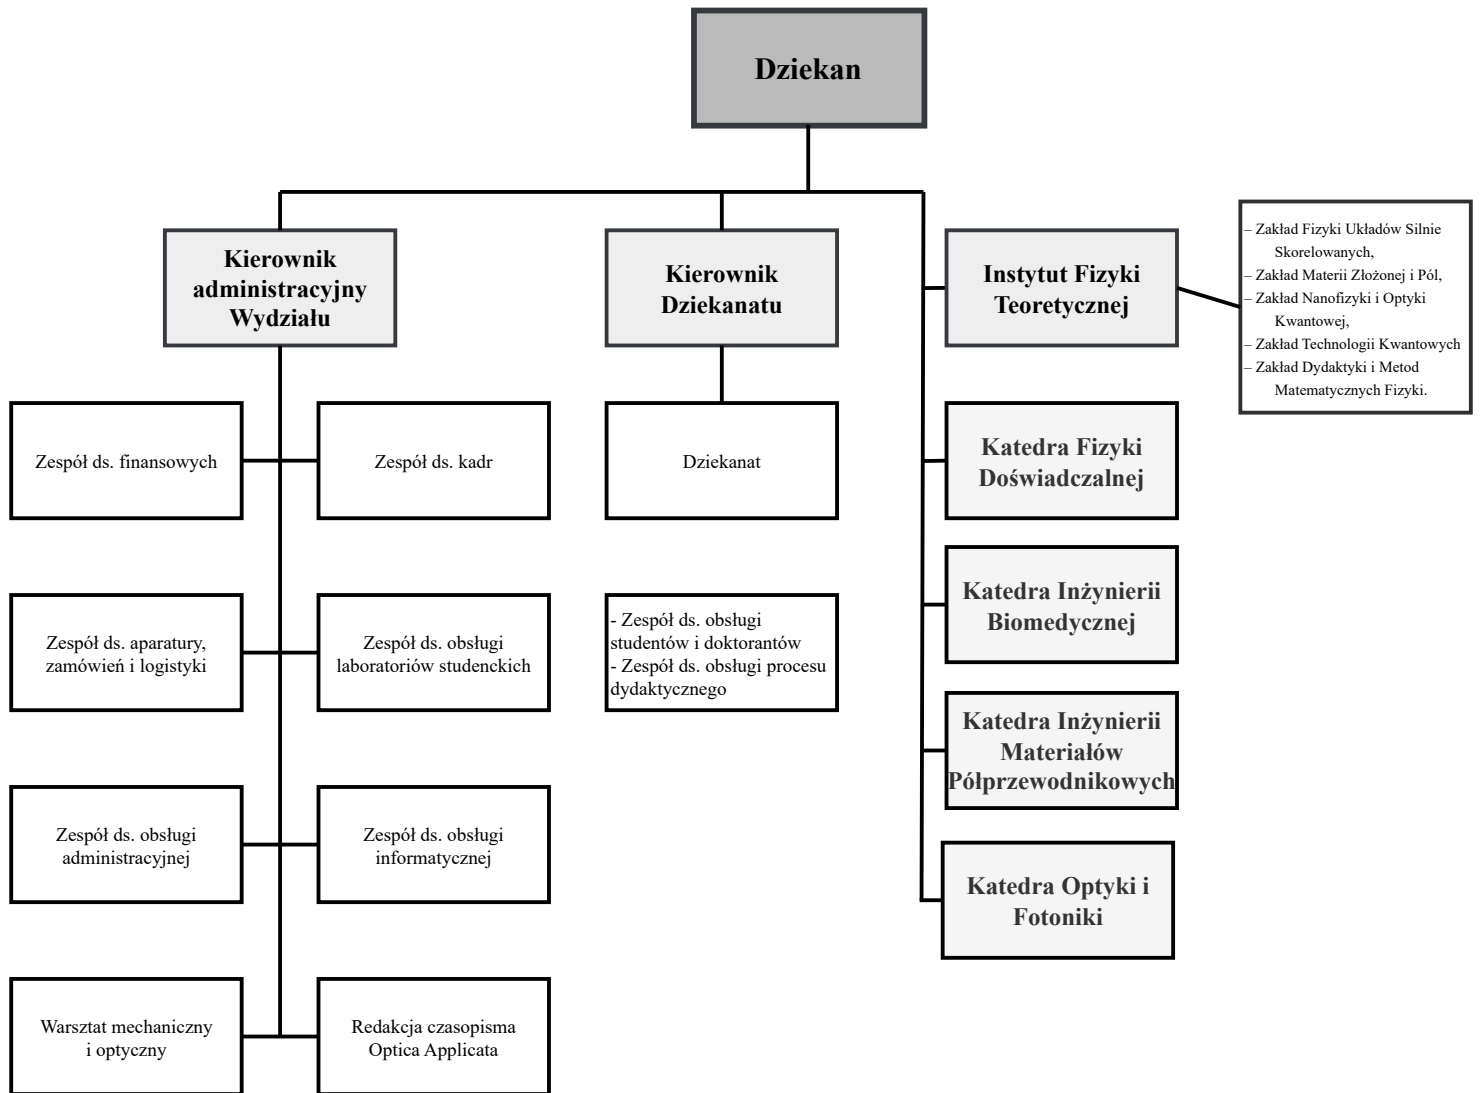 Dziekan
Kierownik
administracyjny
Wydziału
Kierownik
Dziekanatu
Instytut Fizyki
Teoretycznej
– Zakład Fizyki Układów Silnie
Skorelowanych,
– Zakład Materii Złożonej i Pól,
– Zakład Nanofizyki i Optyki
Kwantowej,
– Zakład Technologii Kwantowych
– Zakład Dydaktyki i Metod
Matematycznych Fizyki.
Zespół ds. finansowych
Zespół ds. kadr
Dziekanat
Katedra Fizyki
Doświadczalnej
Zespół ds. aparatury,
zamówień i logistyki
Zespół ds. obsługi
laboratoriów studenckich
- Zespół ds. obsługi
studentów i doktorantów
- Zespół ds. obsługi procesu
dydaktycznego
Katedra Inżynierii
Biomedycznej
Katedra Inżynierii
Materiałów
Półprzewodnikowych
Zespół ds. obsługi
administracyjnej
Zespół ds. obsługi
informatycznej
Katedra Optyki i
Fotoniki
Warsztat mechaniczny
i optyczny
Redakcja czasopisma
Optica Applicata